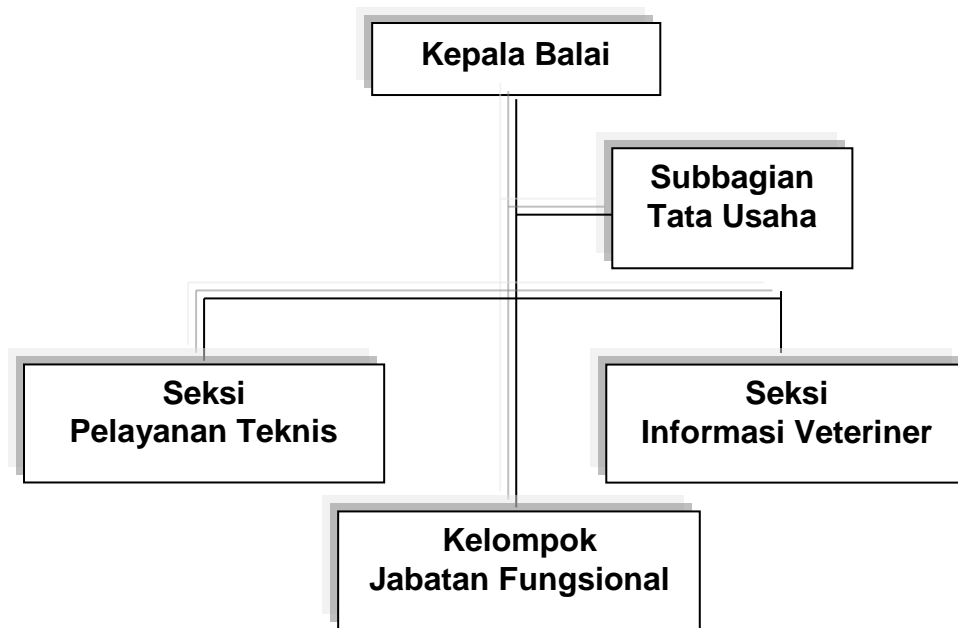 Kepala Balai
Subbagian
Tata Usaha
Seksi
Pelayanan Teknis
Seksi
Informasi Veteriner
Kelompok
Jabatan Fungsional